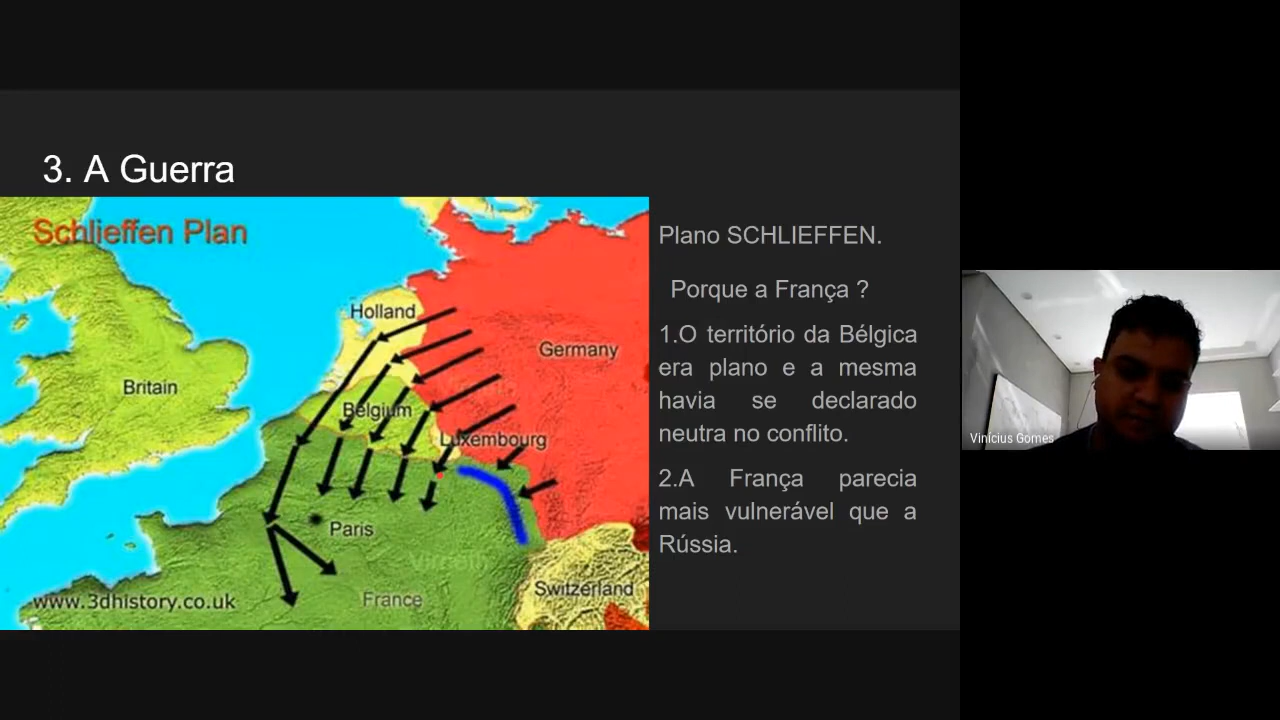 3. A Guerra
Schlieffen Plan
Holland
Germany
Britain
Belgium
Luxembourg
Paris
Switzerland
France
www.3dhistory.co.uk
Plano SCHLIEFFEN.
Porque a França ?
1.O território da Bélgica
era plano e a mesma
havia se declarado
neutra no conflito.
2.A França parecia
mais vulnerável que a
Rússia.
Vinícius Gomes